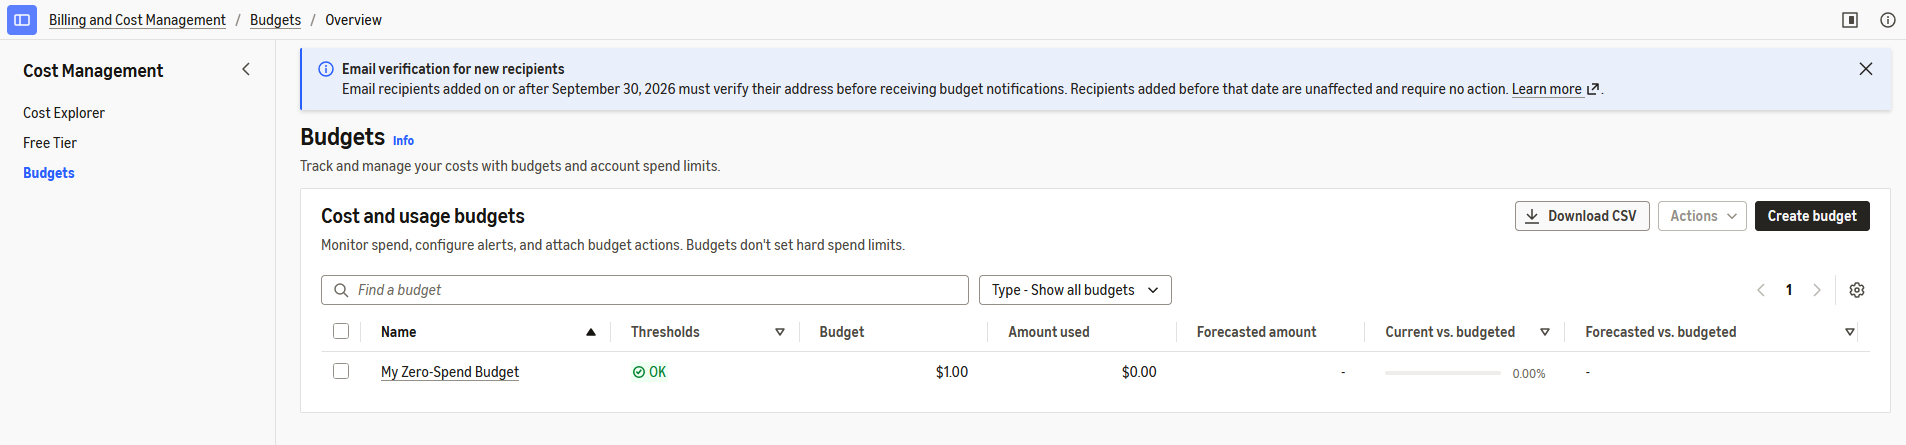 Billing and Cost Management / Budgets / Overview
Cost Management
Cost Explorer
Free Tier
Budgets
Email verification for new recipients
Email recipients added on or after September 30, 2026 must verify their address before receiving budget notifications. Recipients added before that date are unaffected and require no action. Learn more.
Budgets Info
Track and manage your costs with budgets and account spend limits.
Cost and usage budgets
Download CSV Actions Create budget
Monitor spend, configure alerts, and attach budget actions. Budgets don't set hard spend limits.
Find a budget Type - Show all budgets 1
Name Thresholds Budget Amount used Forecasted amount Current vs. budgeted Forecasted vs. budgeted
My Zero-Spend Budget OK $1.00 $0.00 - 0.00% -